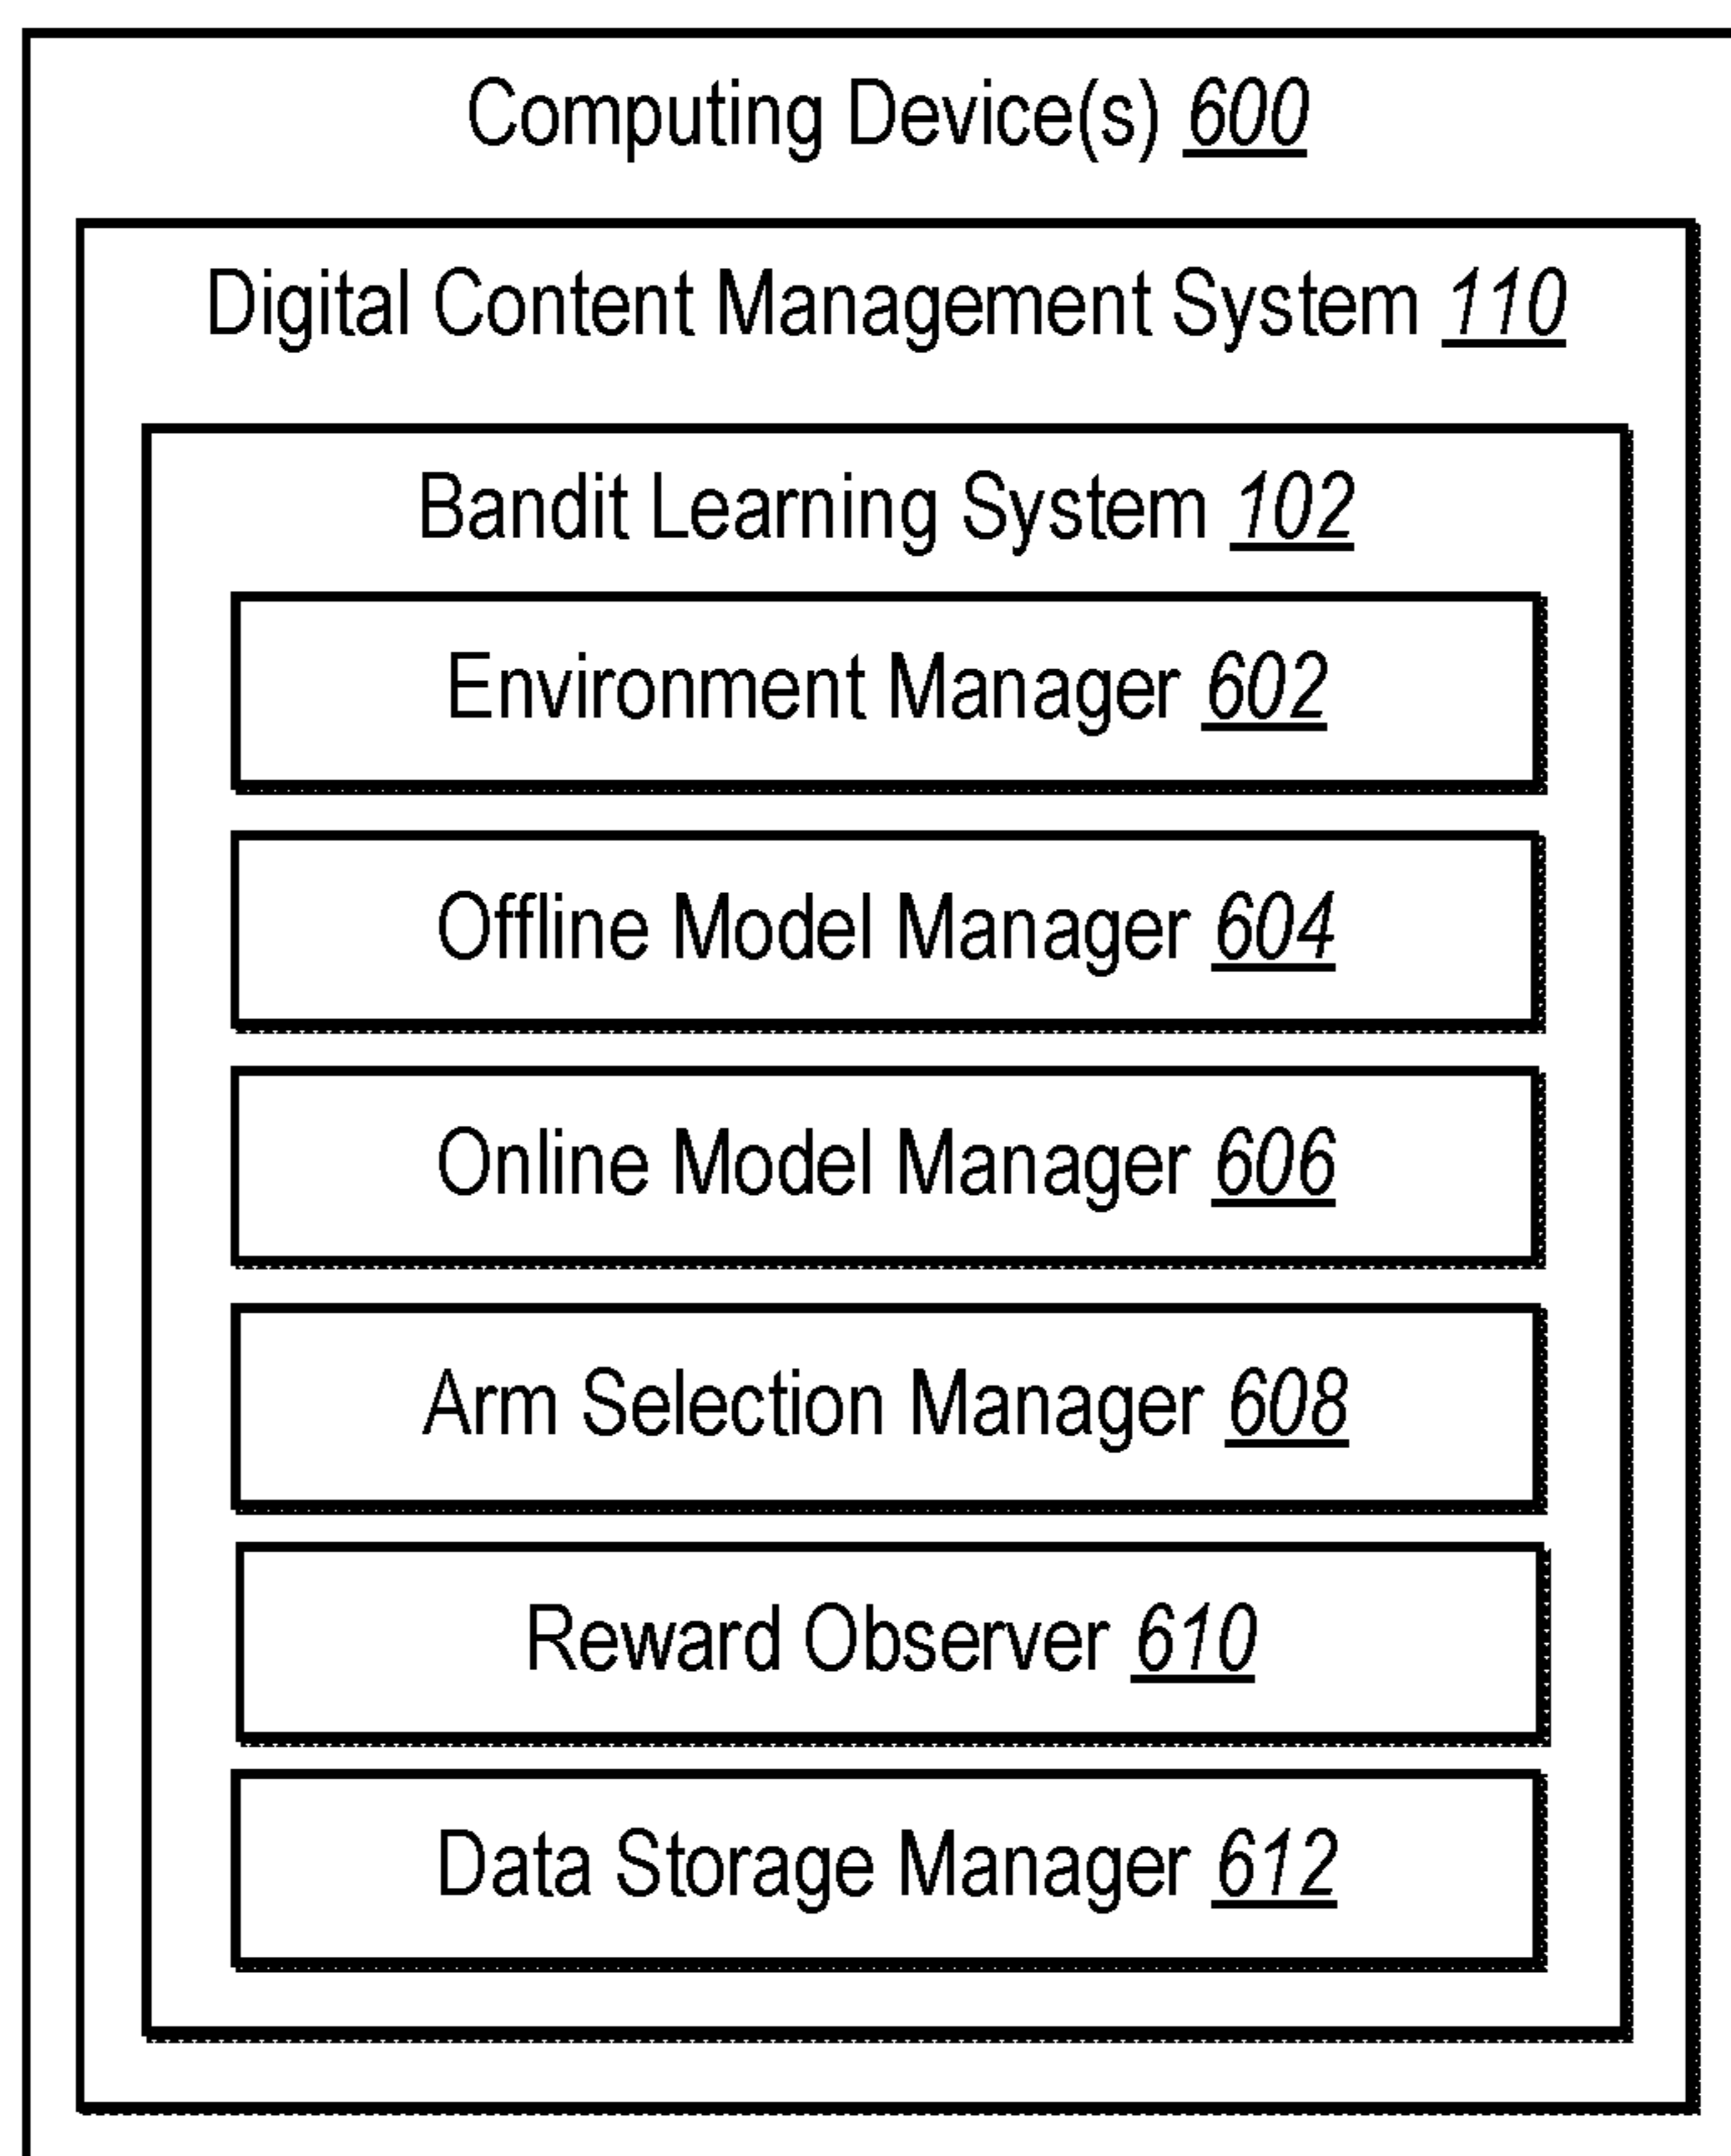 Computing Device(s) 600
Digital Content Management System 110
Bandit Learning System 102
Environment Manager 602
Offline Model Manager 604
Online Model Manager 606
Arm Selection Manager 608
Reward Observer 610
Data Storage Manager 612